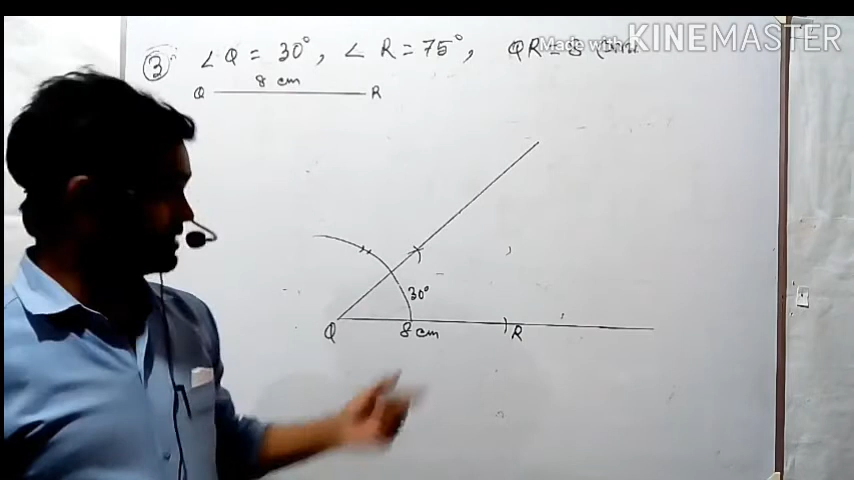 Made with KINEMASTER
③ ∠Q = 30°, ∠R = 75°, QR = 8 cm
8 cm
Q R
30°
Q 8 cm R